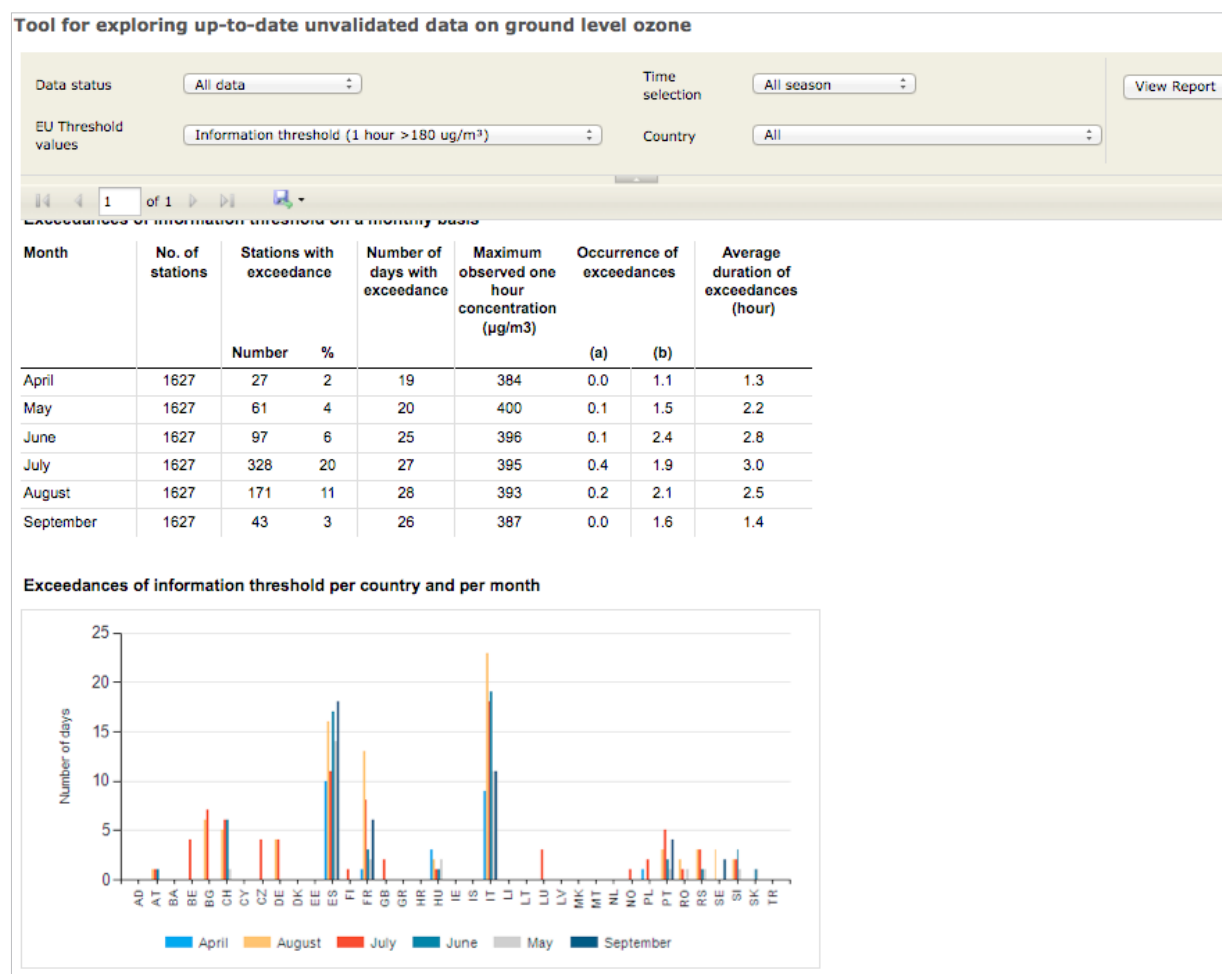 Tool for exploring up-to-date unvalidated data on ground level ozone
Data status All data Time selection All season View Report
EU Threshold values Information threshold (1 hour >180 ug/m³) Country All
1 of 1
Exceedances of information threshold on a monthly basis
Month No. of stations Stations with exceedance Number of days with exceedance Maximum observed one hour concentration (µg/m3) Occurrence of exceedances Average duration of exceedances (hour)
Number % (a) (b)
April 1627 27 2 19 384 0.0 1.1 1.3
May 1627 61 4 20 400 0.1 1.5 2.2
June 1627 97 6 25 396 0.1 2.4 2.8
July 1627 328 20 27 395 0.4 1.9 3.0
August 1627 171 11 28 393 0.2 2.1 2.5
September 1627 43 3 26 387 0.0 1.6 1.4
Exceedances of information threshold per country and per month
Number of days
25
20
15
10
5
0
AD AT BA BE BG CH CY CZ DE DK EE ES FI FR GB GR HR HU IE IS IT LI LT LU LV MK MT NL NO PL PT RO RS SE SI SK TR
April August July June May September